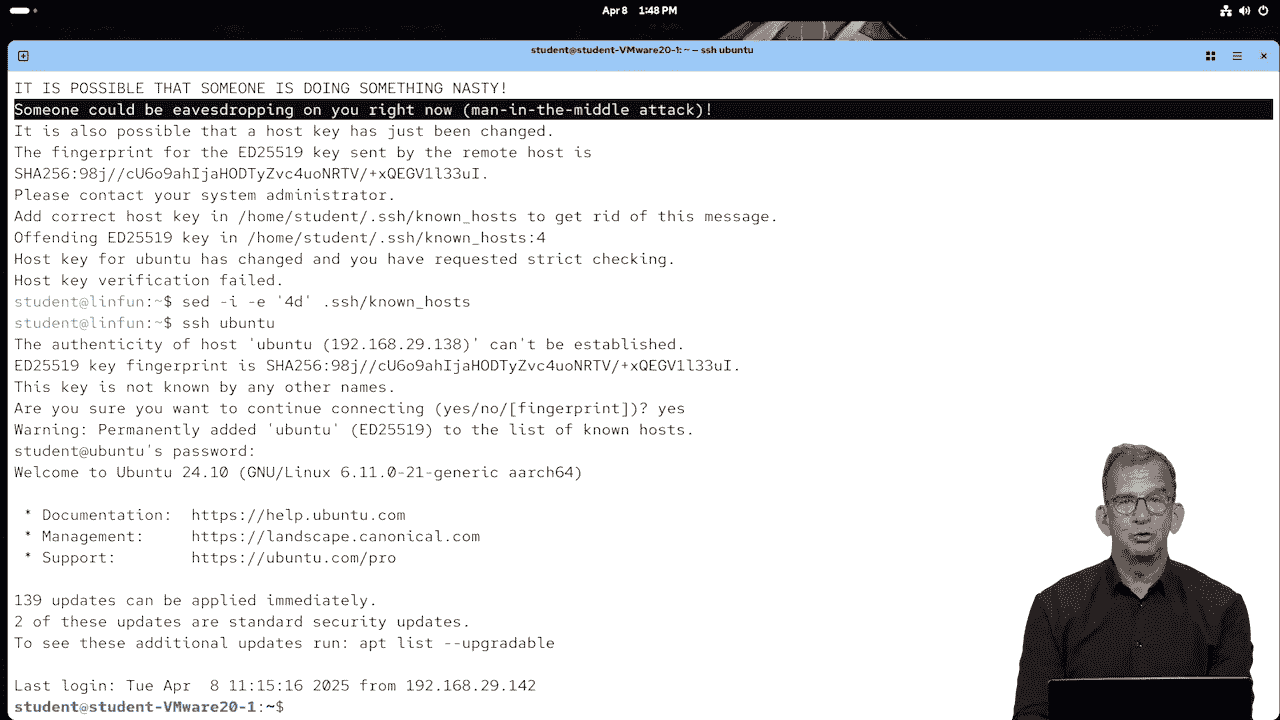 Apr 8 1:48 PM
student@student-VMware20-1: ~ — ssh ubuntu
IT IS POSSIBLE THAT SOMEONE IS DOING SOMETHING NASTY!
Someone could be eavesdropping on you right now (man-in-the-middle attack)!
It is also possible that a host key has just been changed.
The fingerprint for the ED25519 key sent by the remote host is
SHA256:98j//cU6o9ahIjaHODTyZvc4uoNRTV/+xQEGV1l33uI.
Please contact your system administrator.
Add correct host key in /home/student/.ssh/known_hosts to get rid of this message.
Offending ED25519 key in /home/student/.ssh/known_hosts:4
Host key for ubuntu has changed and you have requested strict checking.
Host key verification failed.
student@linfun:~$ sed -i -e '4d' .ssh/known_hosts
student@linfun:~$ ssh ubuntu
The authenticity of host 'ubuntu (192.168.29.138)' can't be established.
ED25519 key fingerprint is SHA256:98j//cU6o9ahIjaHODTyZvc4uoNRTV/+xQEGV1l33uI.
This key is not known by any other names.
Are you sure you want to continue connecting (yes/no/[fingerprint])? yes
Warning: Permanently added 'ubuntu' (ED25519) to the list of known hosts.
student@ubuntu's password:
Welcome to Ubuntu 24.10 (GNU/Linux 6.11.0-21-generic aarch64)
* Documentation: https://help.ubuntu.com
* Management: https://landscape.canonical.com
* Support: https://ubuntu.com/pro
139 updates can be applied immediately.
2 of these updates are standard security updates.
To see these additional updates run: apt list --upgradable
Last login: Tue Apr 8 11:15:16 2025 from 192.168.29.142
student@student-VMware20-1:~$